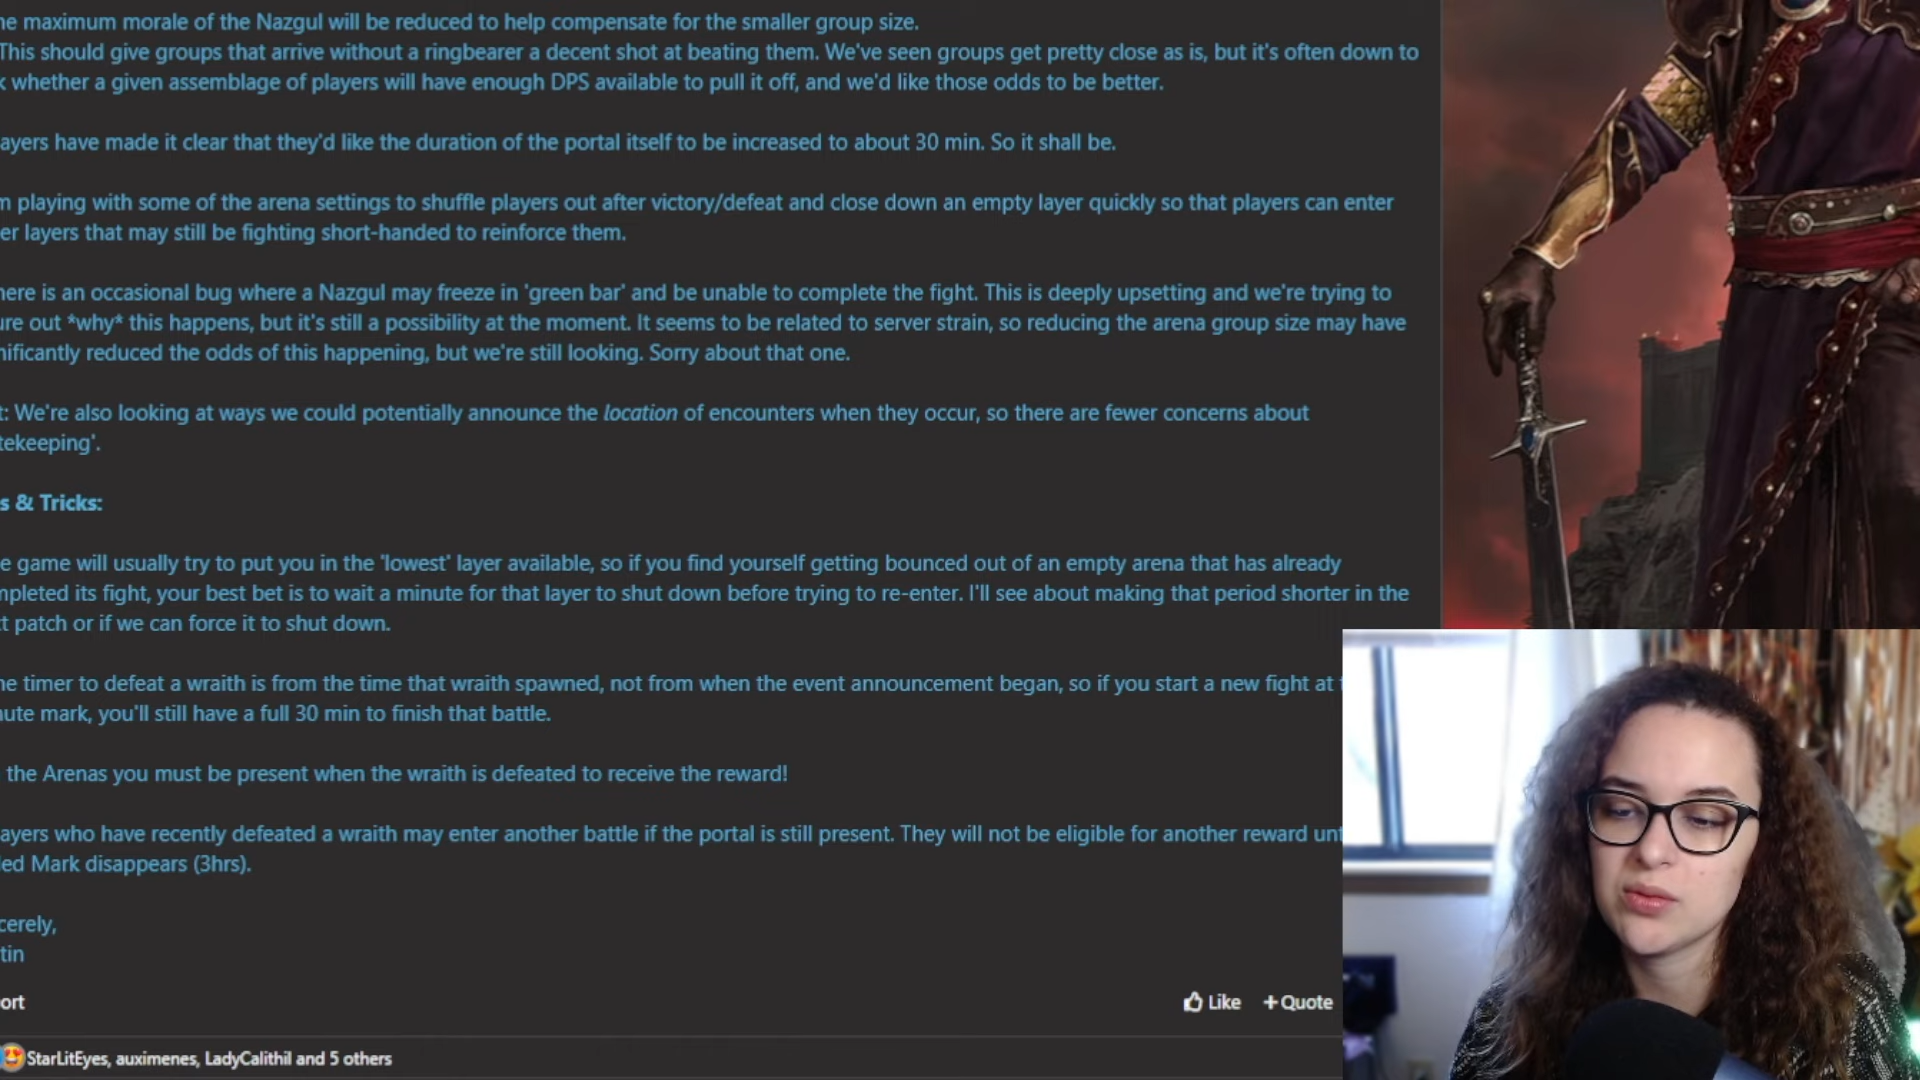 he maximum morale of the Nazgul will be reduced to help compensate for the smaller group size.
This should give groups that arrive without a ringbearer a decent shot at beating them. We've seen groups get pretty close as is, but it's often down to
k whether a given assemblage of players will have enough DPS available to pull it off, and we'd like those odds to be better.
ayers have made it clear that they'd like the duration of the portal itself to be increased to about 30 min. So it shall be.
m playing with some of the arena settings to shuffle players out after victory/defeat and close down an empty layer quickly so that players can enter
er layers that may still be fighting short-handed to reinforce them.
here is an occasional bug where a Nazgul may freeze in 'green bar' and be unable to complete the fight. This is deeply upsetting and we're trying to
ure out *why* this happens, but it's still a possibility at the moment. It seems to be related to server strain, so reducing the arena group size may have
nificantly reduced the odds of this happening, but we're still looking. Sorry about that one.
t: We're also looking at ways we could potentially announce the location of encounters when they occur, so there are fewer concerns about
tekeeping'.
s & Tricks:
e game will usually try to put you in the 'lowest' layer available, so if you find yourself getting bounced out of an empty arena that has already
mpleted its fight, your best bet is to wait a minute for that layer to shut down before trying to re-enter. I'll see about making that period shorter in the
t patch or if we can force it to shut down.
he timer to defeat a wraith is from the time that wraith spawned, not from when the event announcement began, so if you start a new fight at
ute mark, you'll still have a full 30 min to finish that battle.
the Arenas you must be present when the wraith is defeated to receive the reward!
ayers who have recently defeated a wraith may enter another battle if the portal is still present. They will not be eligible for another reward unt
led Mark disappears (3hrs).
cerely,
tin
ort
Like +Quote
StarLitEyes, auximenes, LadyCalithil and 5 others